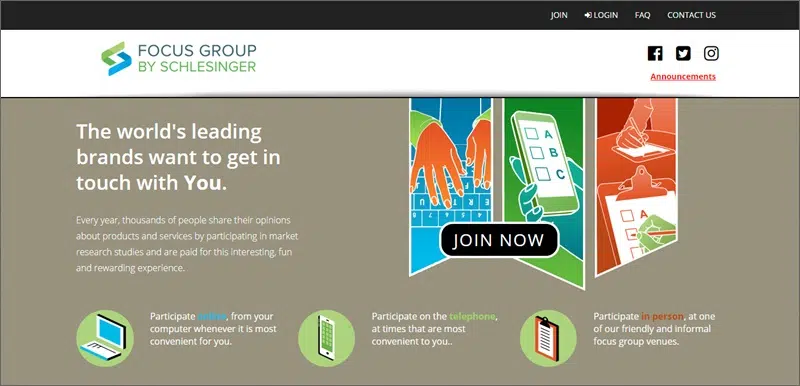 JOIN LOGIN FAQ CONTACT US
FOCUS GROUP
BY SCHLESINGER
Announcements
The world's leading
brands want to get in
touch with You.
Every year, thousands of people share their opinions
about products and services by participating in market
research studies and are paid for this interesting, fun
and rewarding experience.
A
B
C
A
B
JOIN NOW
Participate online, from your
computer whenever it is most
convenient for you.
Participate on the telephone,
at times that are most
convenient to you..
Participate in person, at one
of our friendly and informal
focus group venues.